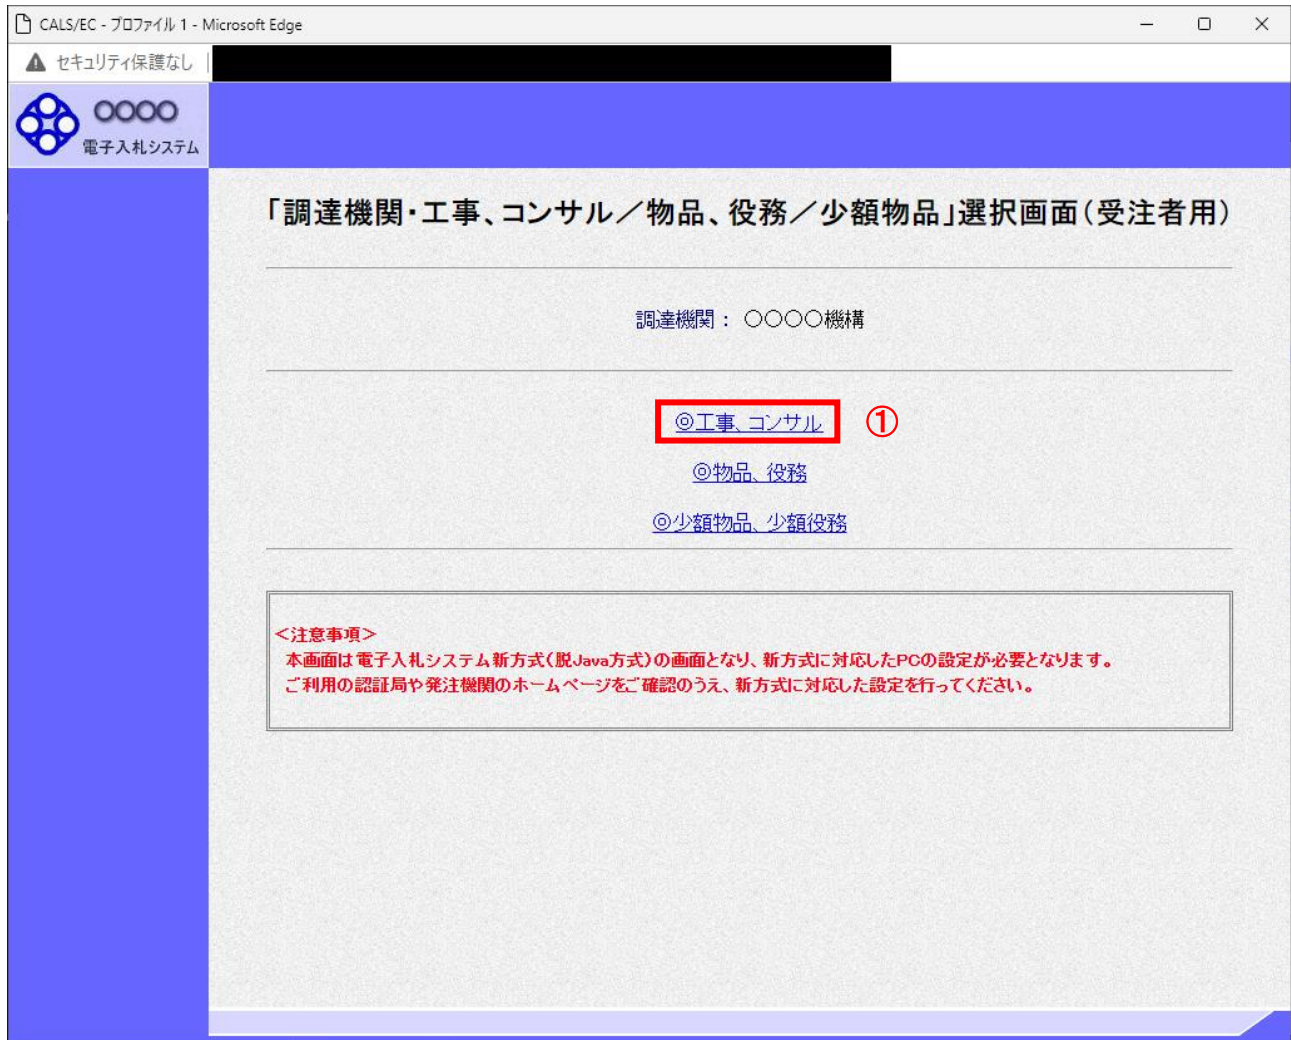 CALS/EC - プロファイル 1 - Microsoft Edge
セキュリティ保護なし
○○○○
電子入札システム
「調達機関・工事、コンサル／物品、役務／少額物品」選択画面(受注者用)
調達機関： ○○○○機構
◎工事、コンサル ①
◎物品、役務
◎少額物品、少額役務
＜注意事項＞
本画面は電子入札システム新方式(脱Java方式)の画面となり、新方式に対応したPCの設定が必要となります。
ご利用の認証局や発注機関のホームページをご確認のうえ、新方式に対応した設定を行ってください。